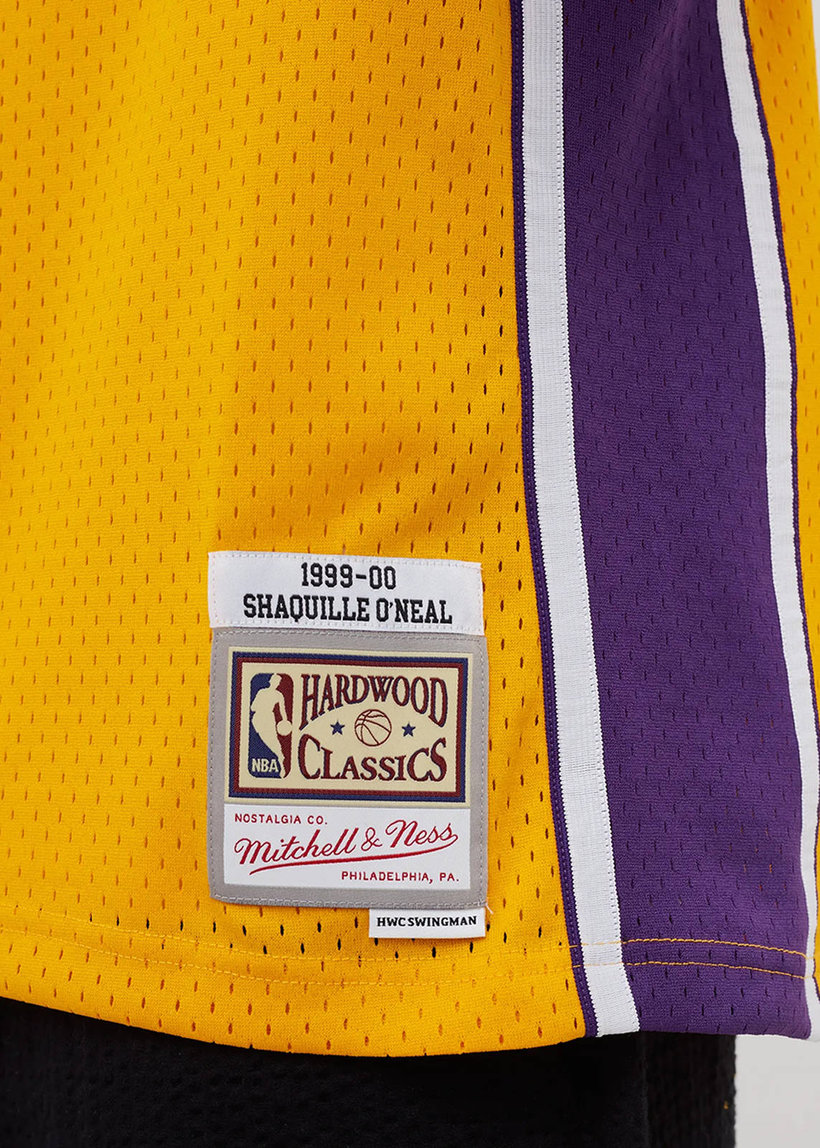 1999-00
SHAQUILLE O'NEAL
HARDWOOD
CLASSICS
NBA
NOSTALGIA CO.
Mitchell & Ness
PHILADELPHIA, PA.
HWC SWINGMAN